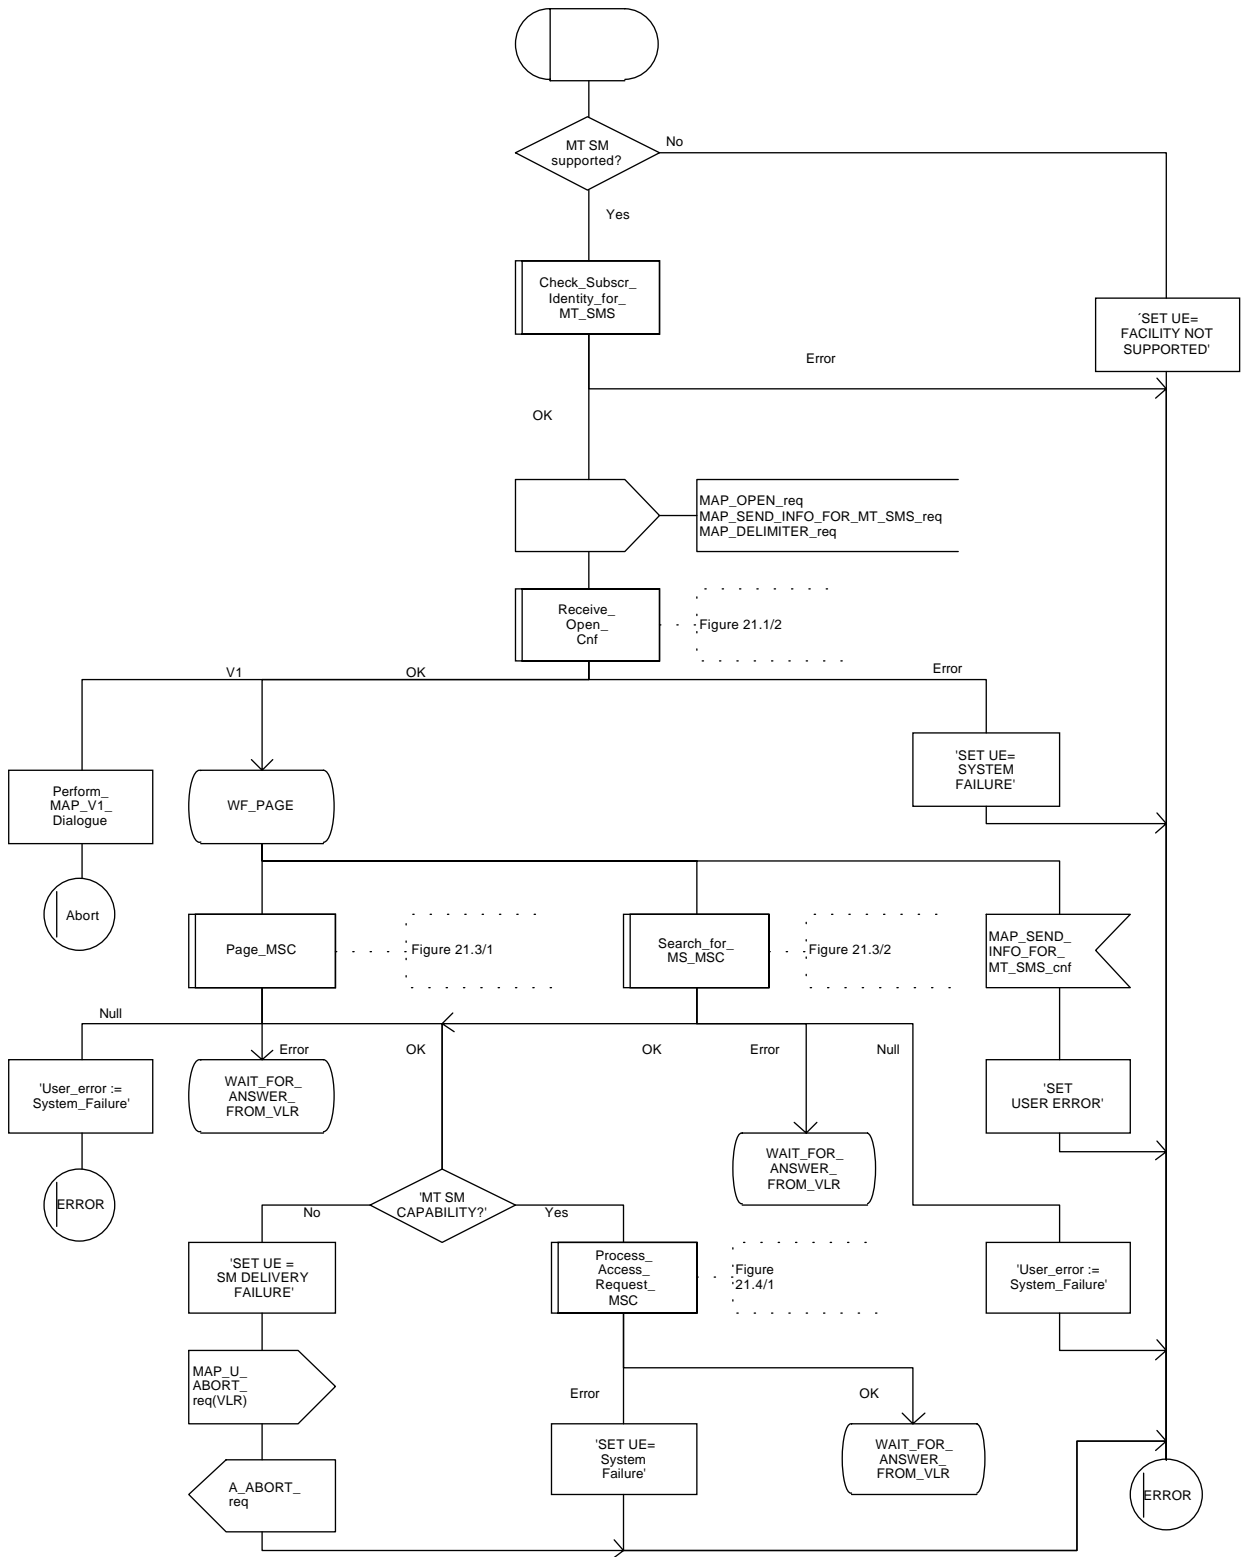 MT SM
supported?
No
Yes
Check_Subscr_
Identity_for_
MT_SMS
´SET UE=
FACILITY NOT
SUPPORTED'
Error
OK
MAP_OPEN_req
MAP_SEND_INFO_FOR_MT_SMS_req
MAP_DELIMITER_req
Receive_
Open_
Cnf
Figure 21.1/2
V1
OK
Error
Perform_
MAP_V1_
Dialogue
WF_PAGE
'SET UE=
SYSTEM
FAILURE'
Abort
Page_MSC
Figure 21.3/1
Search_for_
MS_MSC
Figure 21.3/2
MAP_SEND_
INFO_FOR_
MT_SMS_cnf
Null
Error
OK
OK
Error
Null
'User_error :=
System_Failure'
WAIT_FOR_
ANSWER_
FROM_VLR
'SET
USER ERROR'
WAIT_FOR_
ANSWER_
FROM_VLR
ERROR
'MT SM
CAPABILITY?'
No
Yes
'SET UE =
SM DELIVERY
FAILURE'
Process_
Access_
Request_
MSC
Figure
21.4/1
'User_error :=
System_Failure'
MAP_U_
ABORT_
req(VLR)
Error
OK
'SET UE=
System
Failure'
WAIT_FOR_
ANSWER_
FROM_VLR
A_ABORT_
req
ERROR